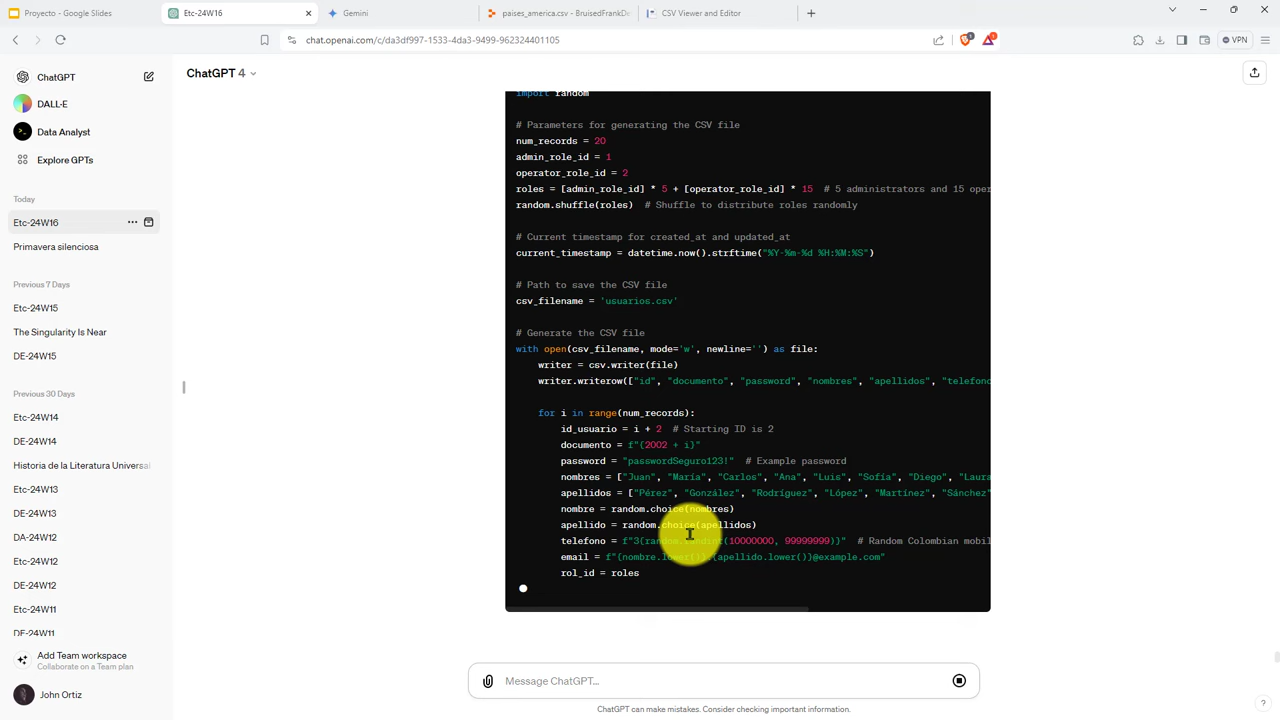 Proyecto - Google Slides
Etc-24W16
Gemini
paises_america.csv - BruisedFrankDe
CSV Viewer and Editor
chat.openai.com/c/da3df997-1533-4da3-9499-962324401105
VPN
ChatGPT
DALL·E
Data Analyst
Explore GPTs
Today
Etc-24W16
Primavera silenciosa
Previous 7 Days
Etc-24W15
The Singularity Is Near
DE-24W15
Previous 30 Days
Etc-24W14
DE-24W14
Historia de la Literatura Universal
Etc-24W13
DE-24W13
DA-24W12
Etc-24W12
DE-24W12
Etc-24W11
DE-24W11
Add Team workspace
Collaborate on a Team plan
John Ortiz
ChatGPT 4
import random
# Parameters for generating the CSV file
num_records = 20
admin_role_id = 1
operator_role_id = 2
roles = [admin_role_id] * 5 + [operator_role_id] * 15  # 5 administrators and 15 oper
random.shuffle(roles)  # Shuffle to distribute roles randomly
# Current timestamp for created_at and updated_at
current_timestamp = datetime.now().strftime("%Y-%m-%d %H:%M:%S")
# Path to save the CSV file
csv_filename = 'usuarios.csv'
# Generate the CSV file
with open(csv_filename, mode='w', newline='') as file:
writer = csv.writer(file)
writer.writerow(["id", "documento", "password", "nombres", "apellidos", "telefono
for i in range(num_records):
id_usuario = i + 2  # Starting ID is 2
documento = f"{2002 + i}"
password = "passwordSeguro123!"  # Example password
nombres = ["Juan", "María", "Carlos", "Ana", "Luis", "Sofía", "Diego", "Laura
apellidos = ["Pérez", "González", "Rodríguez", "López", "Martínez", "Sánchez"
nombre = random.choice(nombres)
apellido = random.choice(apellidos)
telefono = f"3{random.randint(10000000, 99999999)}"  # Random Colombian mobil
email = f"{nombre.lower()}.{apellido.lower()}@example.com"
rol_id = roles
Message ChatGPT...
ChatGPT can make mistakes. Consider checking important information.
?